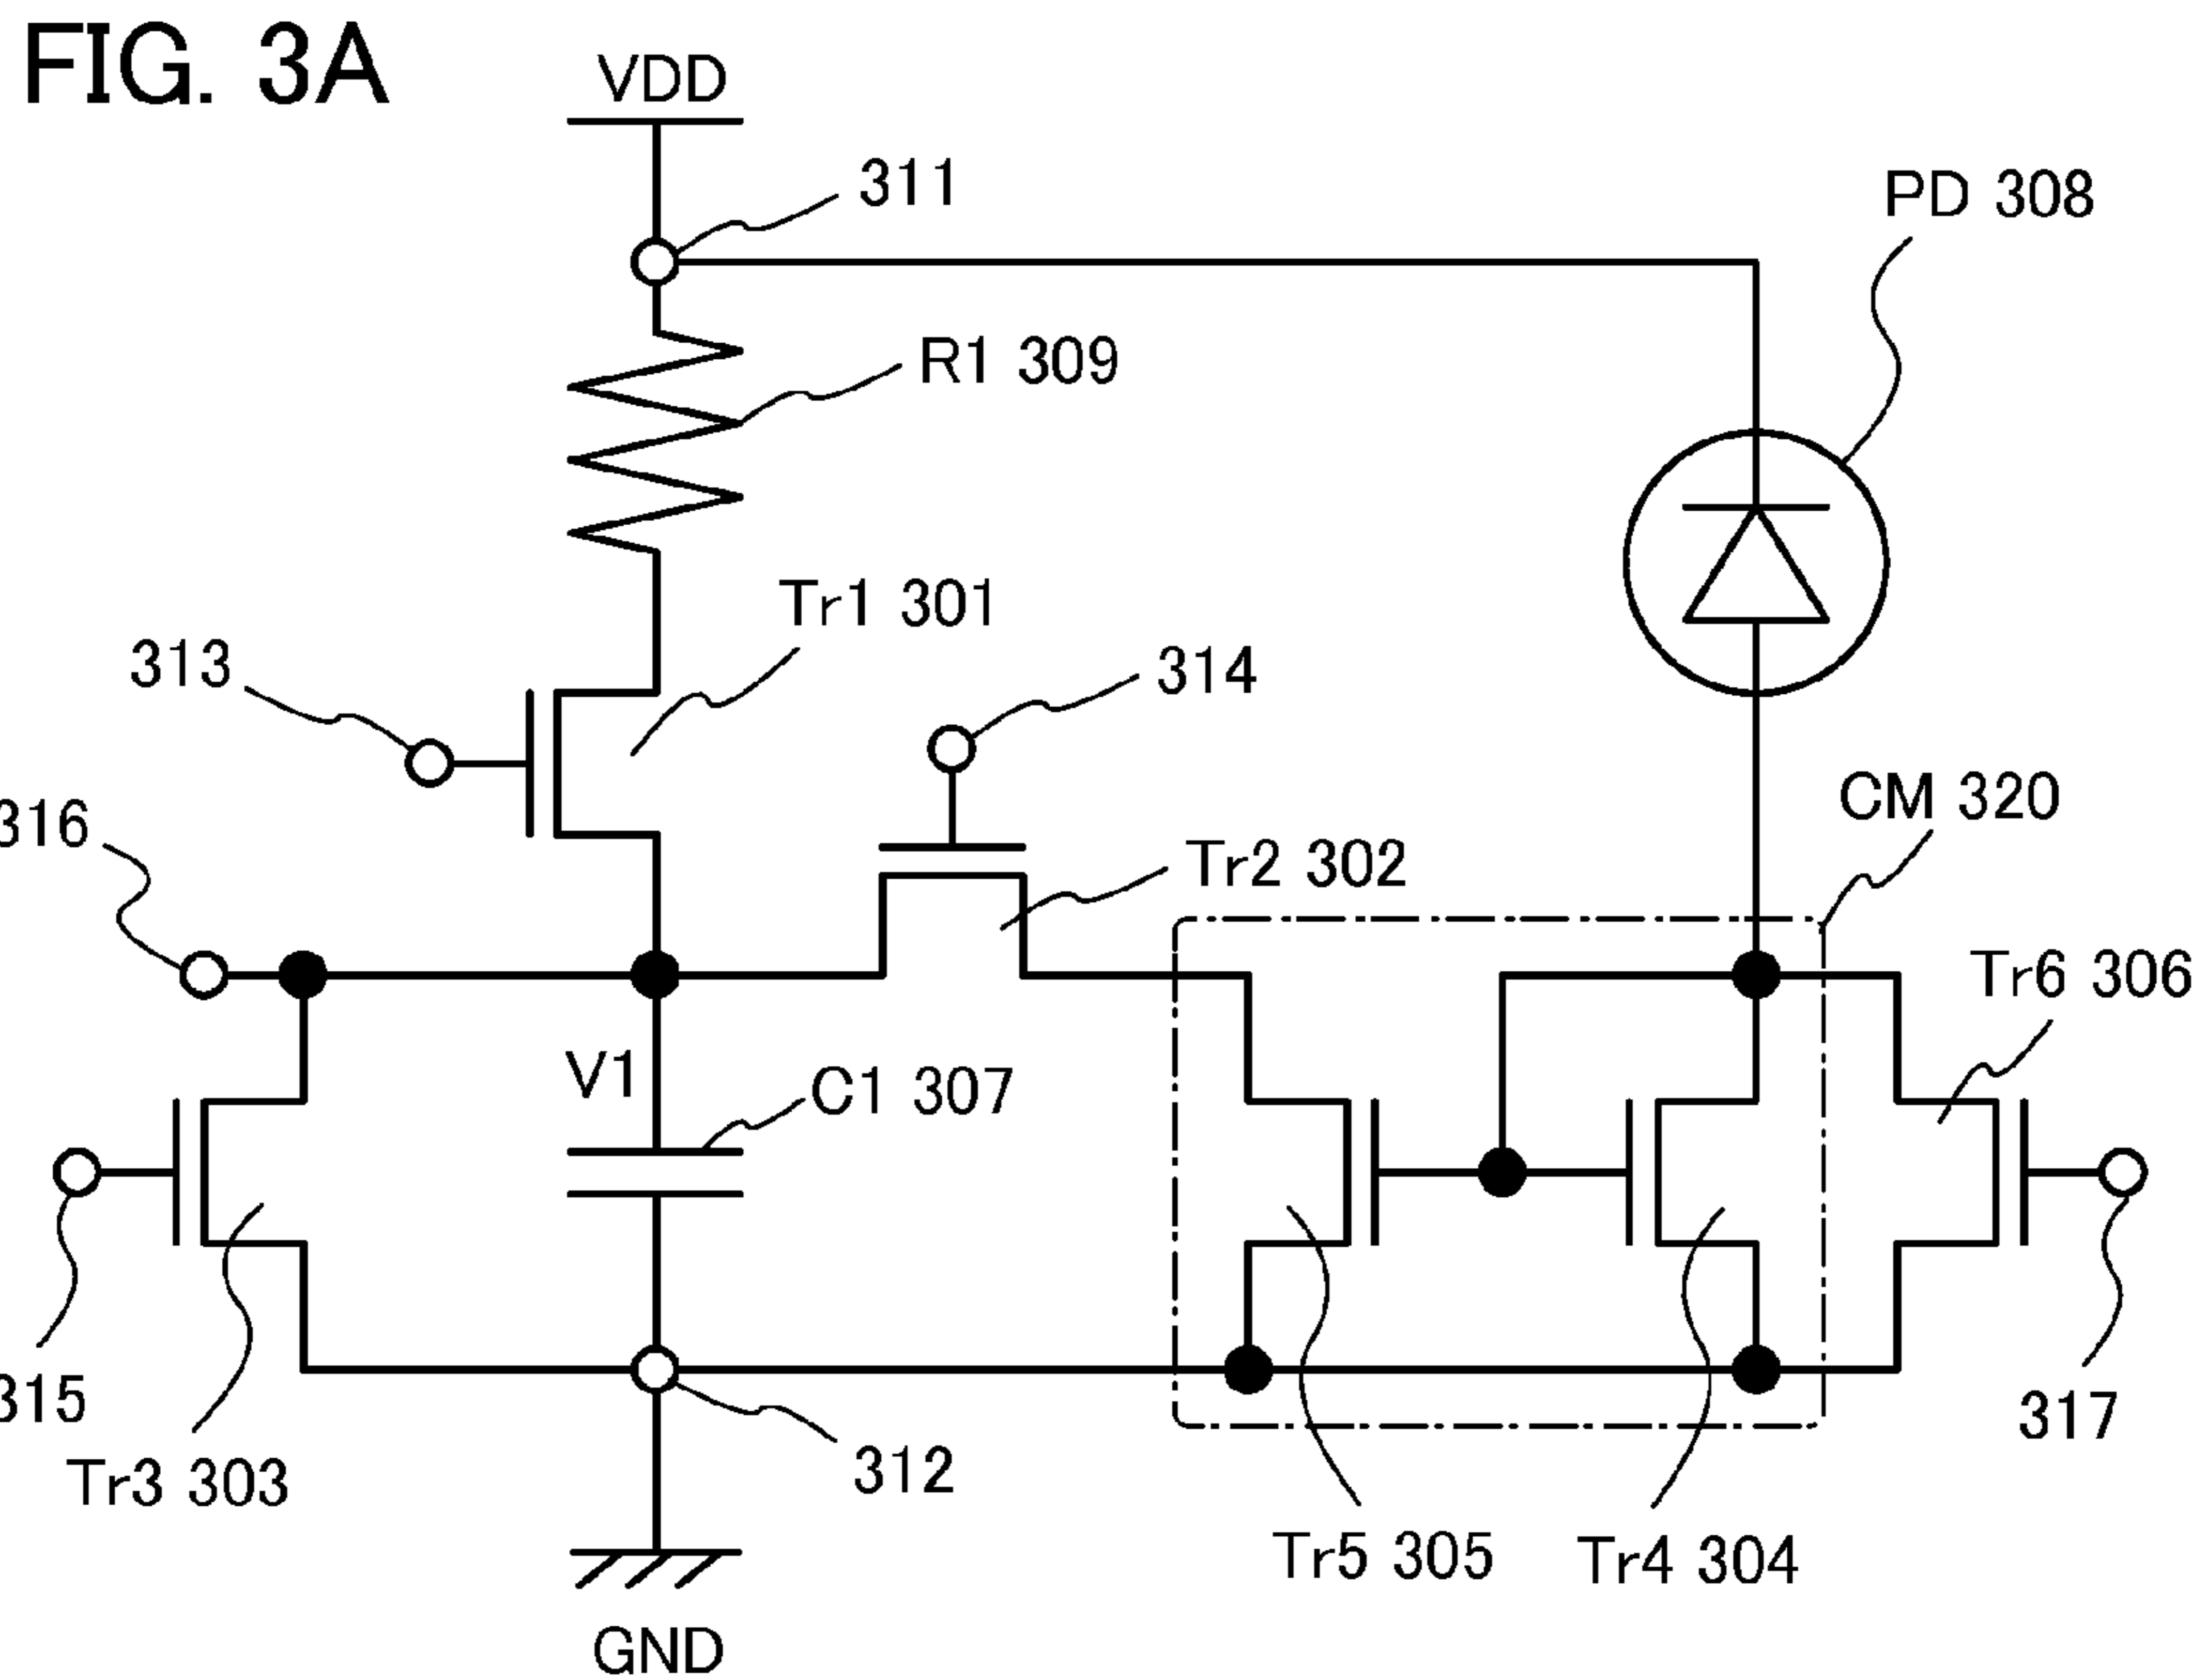 FIG. 3A
VDD
311
PD 308
R1 309
Tr1 301
313
314
CM 320
316
Tr2 302
Tr6 306
V1
C1 307
315
317
Tr3 303
312
Tr5 305
Tr4 304
GND